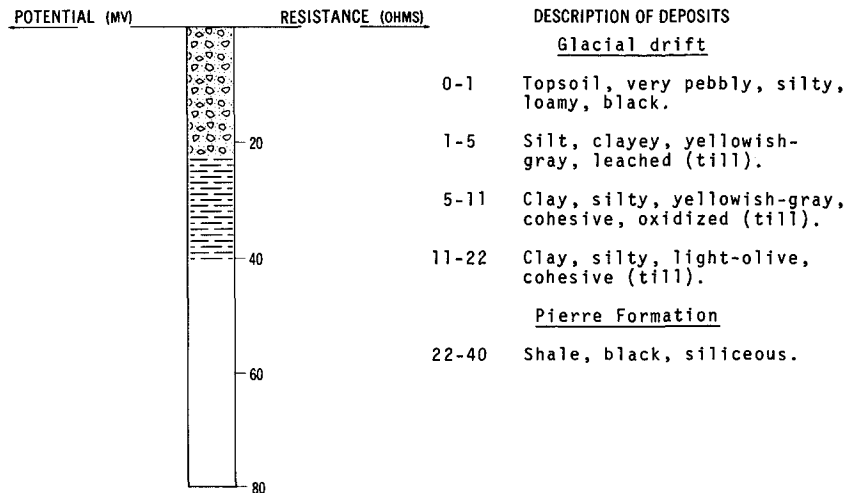 POTENTIAL (MV)
RESISTANCE (OHMS)
DESCRIPTION OF DEPOSITS
Glacial drift
0-1 Topsoil, very pebbly, silty,
loamy, black.
1-5 Silt, clayey, yellowish-
gray, leached (till).
5-11 Clay, silty, yellowish-gray,
cohesive, oxidized (till).
11-22 Clay, silty, light-olive,
cohesive (till).
Pierre Formation
22-40 Shale, black, siliceous.
20
40
60
80